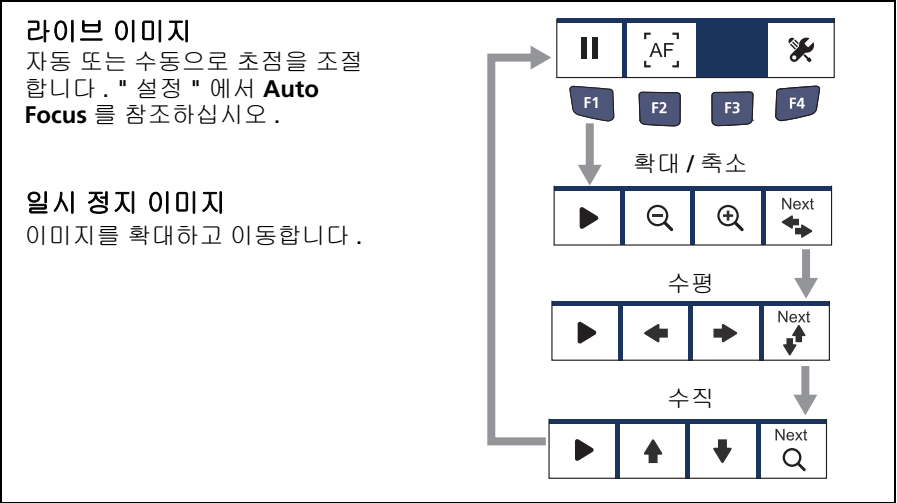 라이브 이미지
자동 또는 수동으로 초점을 조절
합니다 . " 설정 " 에서 Auto
Focus 를 참조하십시오 .
일시 정지 이미지
이미지를 확대하고 이동합니다 .
AF
F1 F2 F3 F4
확대 / 축소
Next
수평
Next
수직
Next